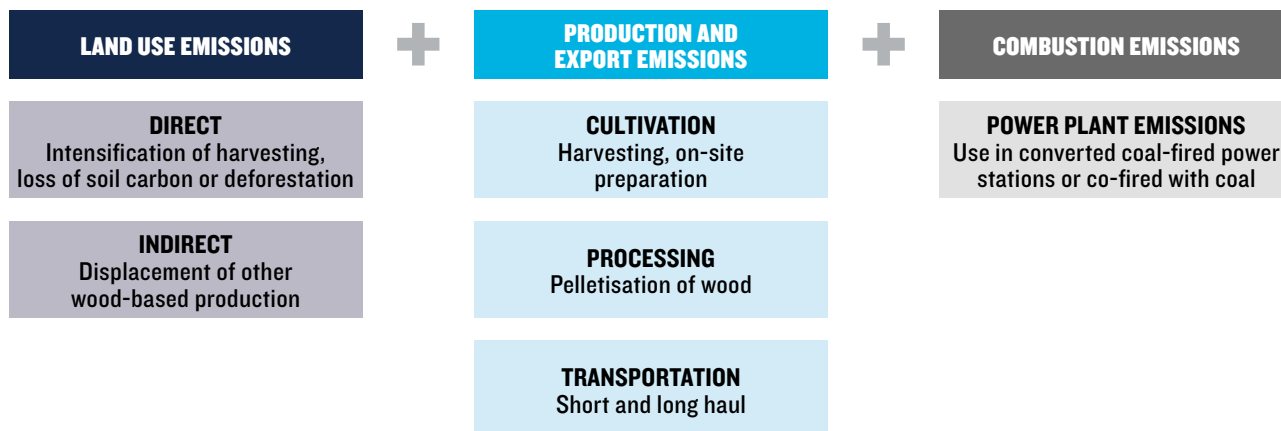 LAND USE EMISSIONS
+
PRODUCTION AND
EXPORT EMISSIONS
+
COMBUSTION EMISSIONS
DIRECT
Intensification of harvesting,
loss of soil carbon or deforestation
INDIRECT
Displacement of other
wood-based production
CULTIVATION
Harvesting, on-site
preparation
PROCESSING
Pelletisation of wood
TRANSPORTATION
Short and long haul
POWER PLANT EMISSIONS
Use in converted coal-fired power
stations or co-fired with coal